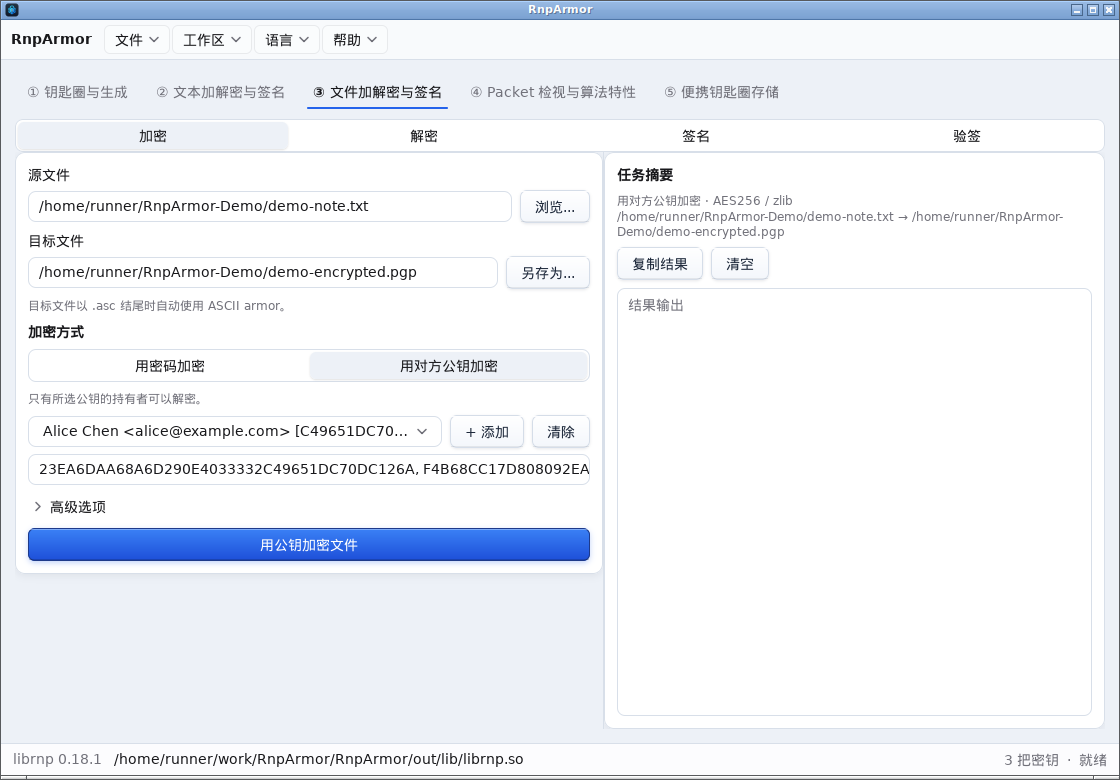 RnpArmor
RnpArmor 文件 工作区 语言 帮助
① 钥匙圈与生成 ② 文本加解密与签名 ③ 文件加解密与签名 ④ Packet 检视与算法特性 ⑤ 便携钥匙圈存储
加密 解密 签名 验签
源文件
/home/runner/RnpArmor-Demo/demo-note.txt 浏览...
目标文件
/home/runner/RnpArmor-Demo/demo-encrypted.pgp 另存为...
目标文件以 .asc 结尾时自动使用 ASCII armor。
加密方式
用密码加密 用对方公钥加密
只有所选公钥的持有者可以解密。
Alice Chen <alice@example.com> [C49651DC70... + 添加 清除
23EA6DAA68A6D290E4033332C49651DC70DC126A, F4B68CC17D808092EA
高级选项
用公钥加密文件
任务摘要
用对方公钥加密 · AES256 / zlib
/home/runner/RnpArmor-Demo/demo-note.txt → /home/runner/RnpArmor-
Demo/demo-encrypted.pgp
复制结果 清空
结果输出
librnp 0.18.1 /home/runner/work/RnpArmor/RnpArmor/out/lib/librnp.so 3 把密钥 · 就绪